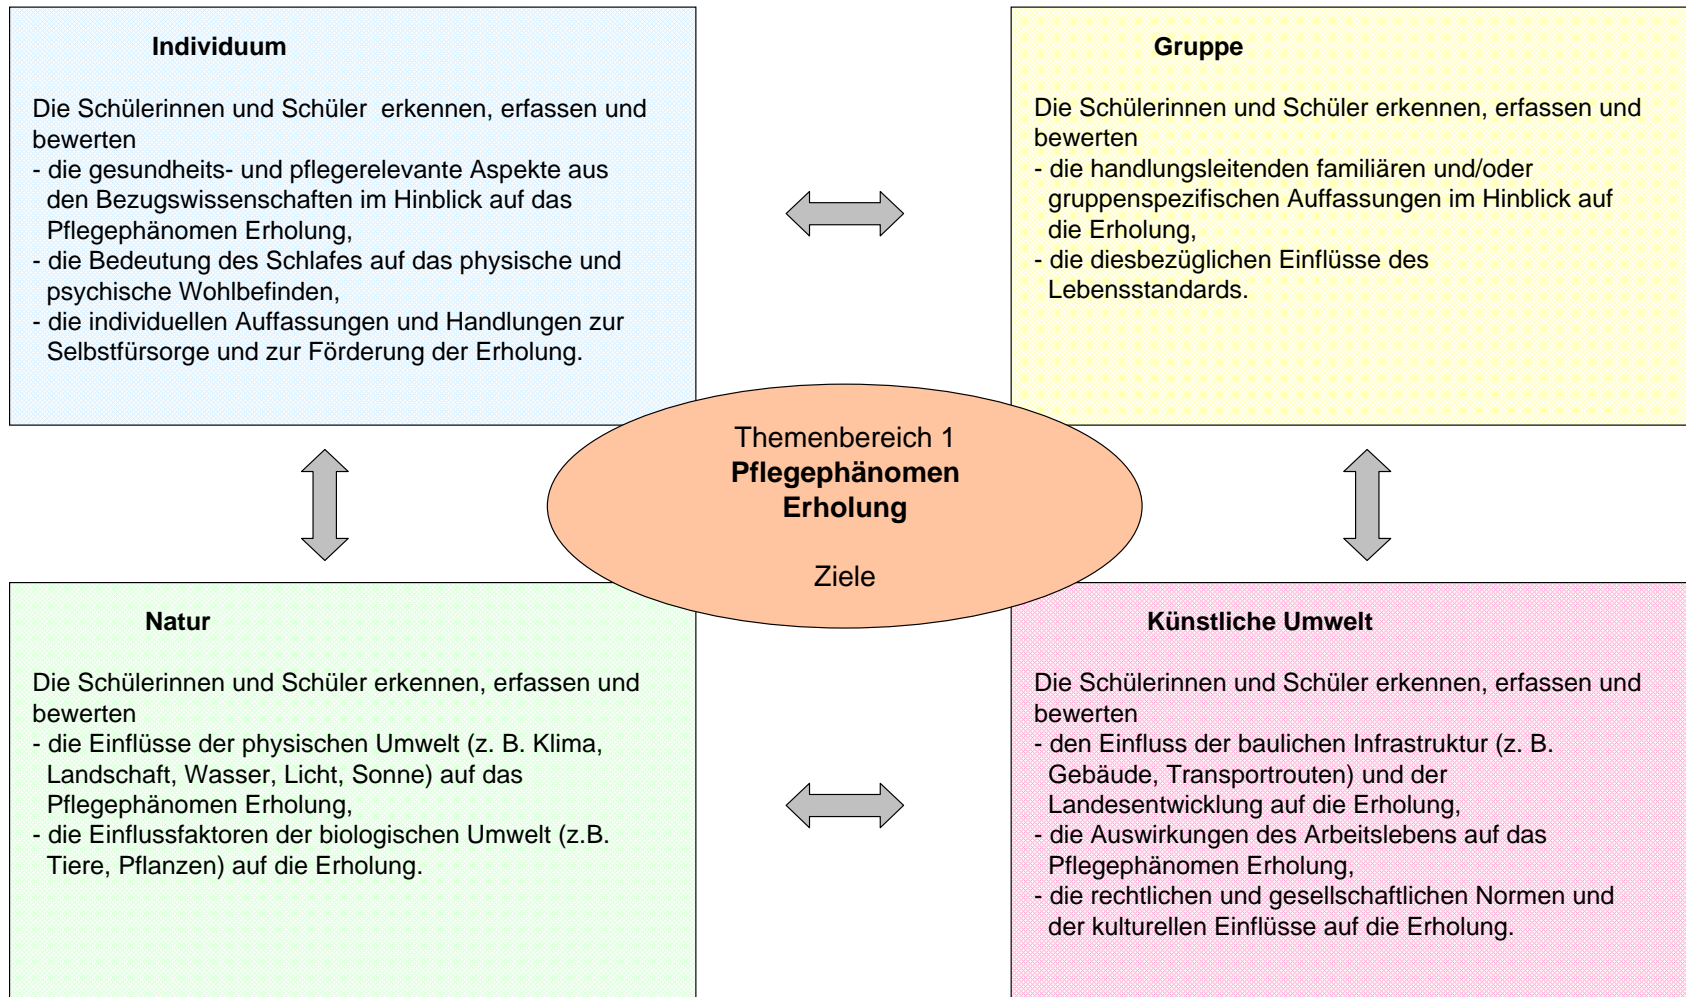 Individuum
Die Schülerinnen und Schüler  erkennen, erfassen und
bewerten
- die gesundheits- und pflegerelevante Aspekte aus
den Bezugswissenschaften im Hinblick auf das
Pflegephänomen Erholung,
- die Bedeutung des Schlafes auf das physische und
psychische Wohlbefinden,
- die individuellen Auffassungen und Handlungen zur
Selbstfürsorge und zur Förderung der Erholung.
Gruppe
Die Schülerinnen und Schüler erkennen, erfassen und
bewerten
- die handlungsleitenden familiären und/oder
gruppenspezifischen Auffassungen im Hinblick auf
die Erholung,
- die diesbezüglichen Einflüsse des
Lebensstandards.
Themenbereich 1
Pflegephänomen
Erholung
Ziele
Natur
Die Schülerinnen und Schüler erkennen, erfassen und
bewerten
- die Einflüsse der physischen Umwelt (z. B. Klima,
Landschaft, Wasser, Licht, Sonne) auf das
Pflegephänomen Erholung,
- die Einflussfaktoren der biologischen Umwelt (z.B.
Tiere, Pflanzen) auf die Erholung.
Künstliche Umwelt
Die Schülerinnen und Schüler erkennen, erfassen und
bewerten
- den Einfluss der baulichen Infrastruktur (z. B.
Gebäude, Transportrouten) und der
Landesentwicklung auf die Erholung,
- die Auswirkungen des Arbeitslebens auf das
Pflegephänomen Erholung,
- die rechtlichen und gesellschaftlichen Normen und
der kulturellen Einflüsse auf die Erholung.